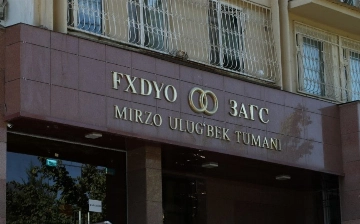 FXDYO ЗАГС
MIRZO ULUG'BEK TUMANI